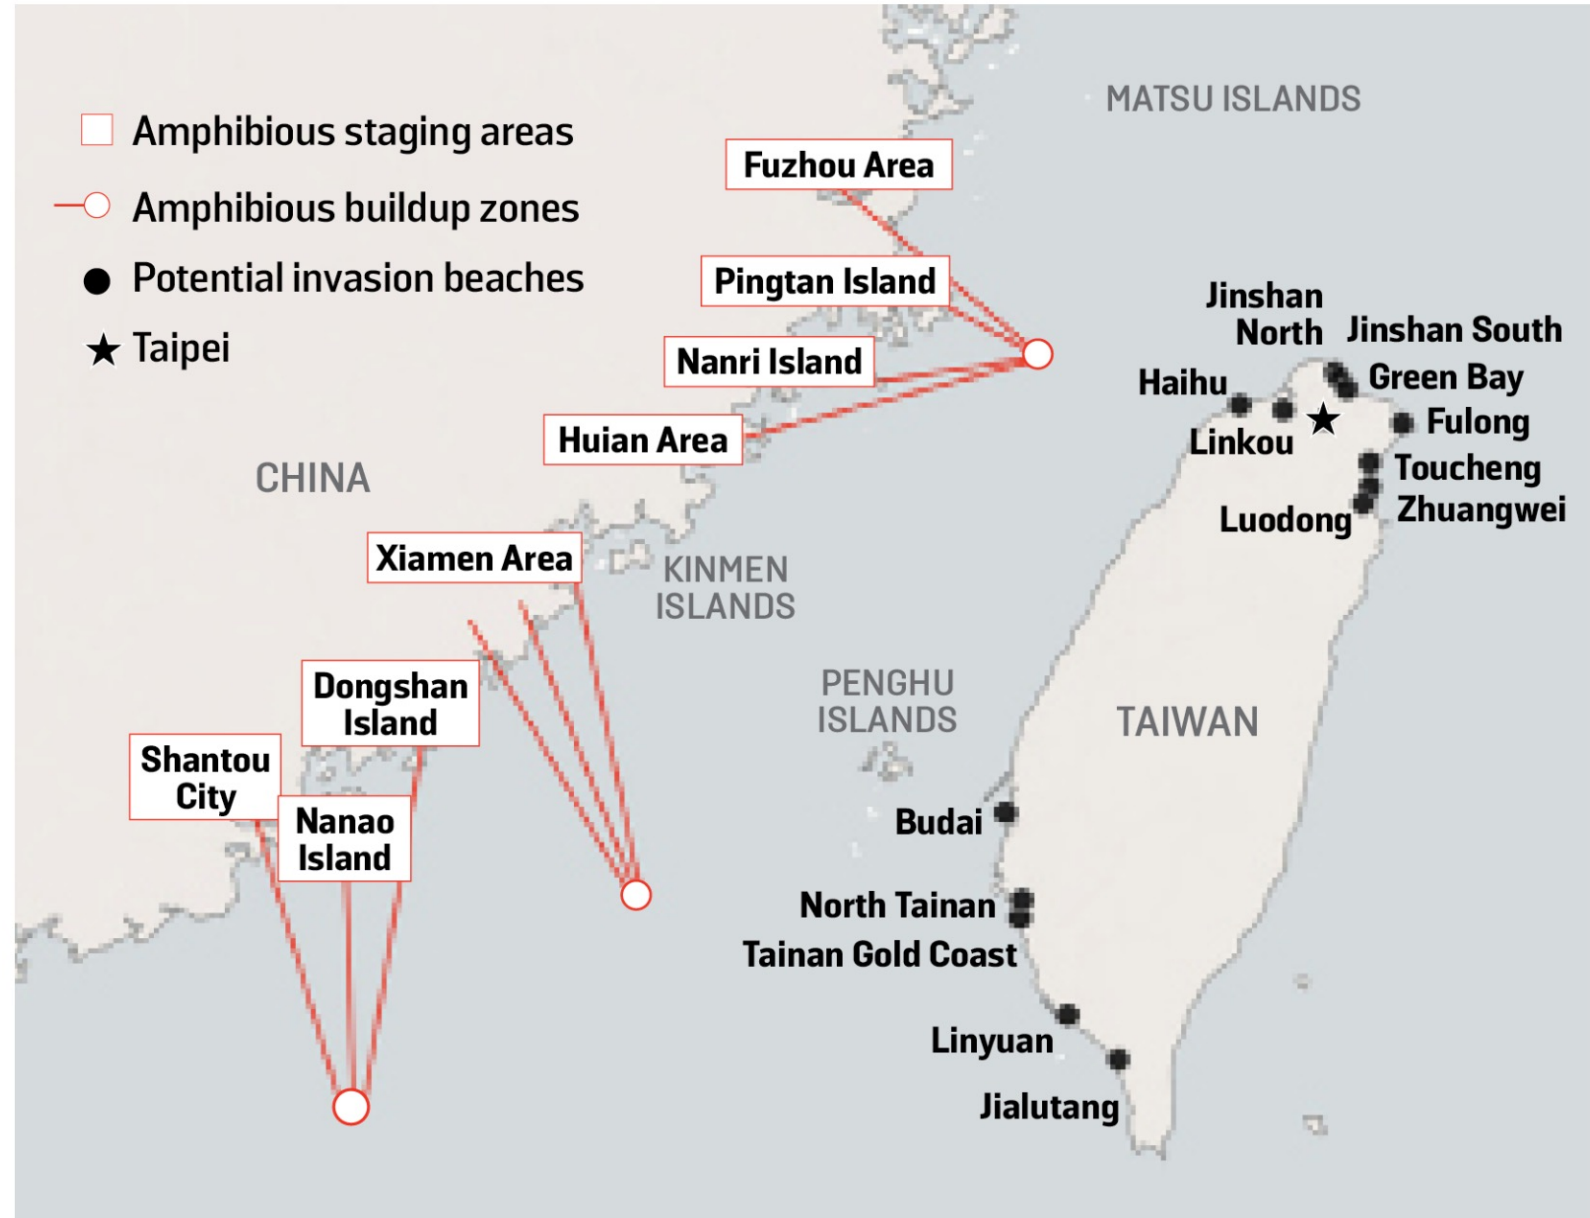 Amphibious staging areas
Amphibious buildup zones
Potential invasion beaches
Taipei
MATSU ISLANDS
Fuzhou Area
Pingtan Island
Nanri Island
Huian Area
CHINA
Xiamen Area
KINMEN
ISLANDS
Dongshan
Island
Shantou
City
Nanao
Island
PENGHU
ISLANDS
TAIWAN
Jinshan
North
Jinshan South
Haihu
Green Bay
Linkou
Fulong
Toucheng
Luodong
Zhuangwei
Budai
North Tainan
Tainan Gold Coast
Linyuan
Jialutang